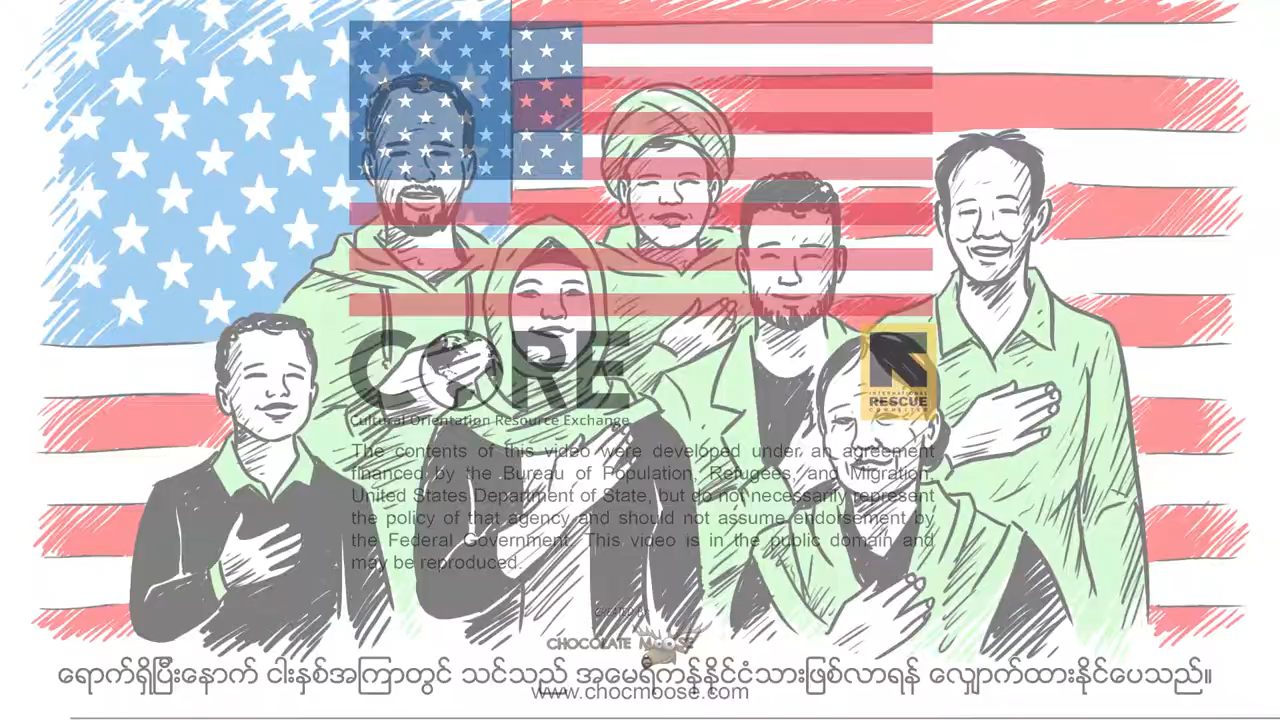 CORE
Cultural Orientation Resource Exchange
INTERNATIONAL
RESCUE
COMMITTEE
The contents of this video were developed under an agreement
financed by the Bureau of Population, Refugees, and Migration,
United States Department of State, but do not necessarily represent
the policy of that agency and should not assume endorsement by
the Federal Government. This video is in the public domain and
may be reproduced.
CREATED BY
CHOCOLATE MOOSE
ရောက်ရှိပြီးနောက် ငါးနှစ်အကြာတွင် သင်သည် အမေရိကန်နိုင်ငံသားဖြစ်လာရန် လျှောက်ထားနိုင်ပေသည်။
www.chocmoose.com